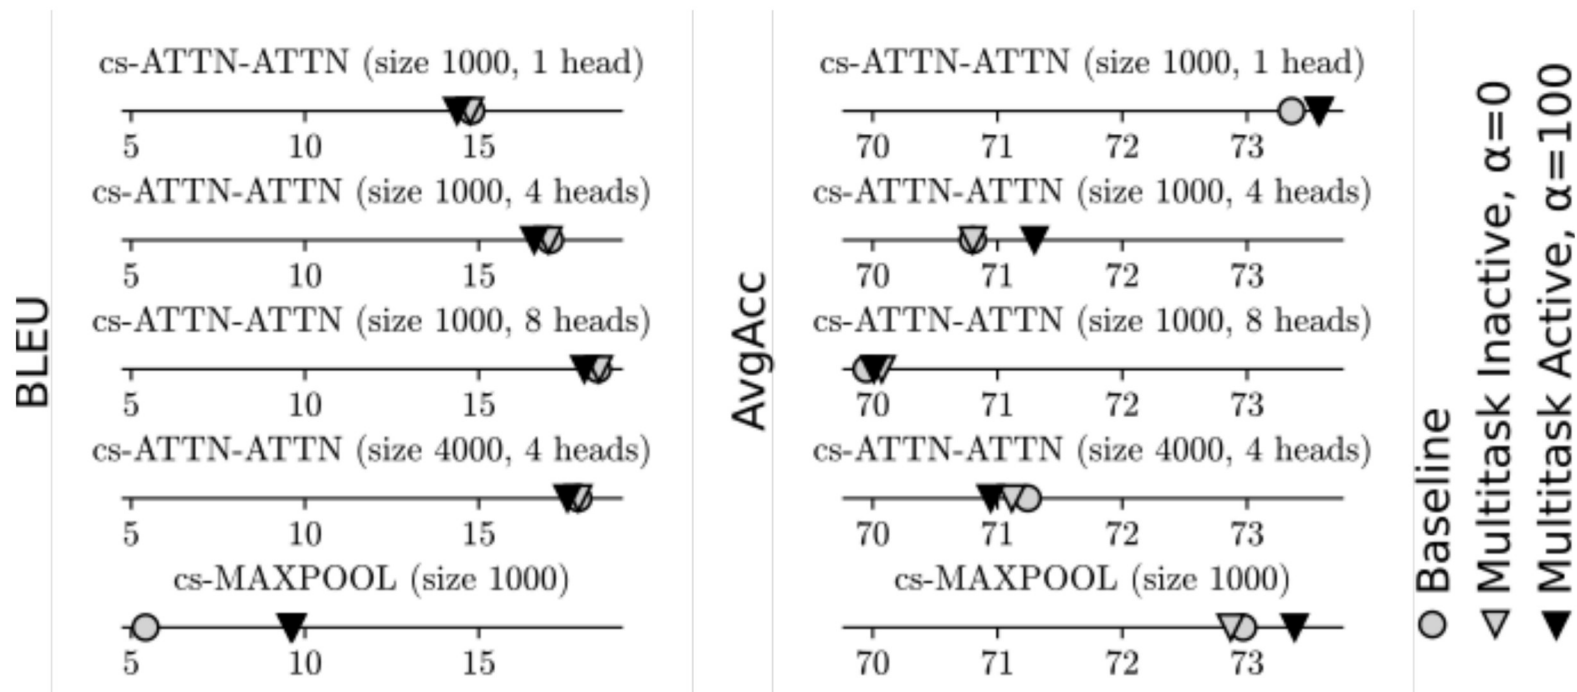 BLEU
cs-ATTN-ATTN (size 1000, 1 head)
5 10 15
cs-ATTN-ATTN (size 1000, 4 heads)
5 10 15
cs-ATTN-ATTN (size 1000, 8 heads)
5 10 15
cs-ATTN-ATTN (size 4000, 4 heads)
5 10 15
cs-MAXPOOL (size 1000)
5 10 15
AvgAcc
cs-ATTN-ATTN (size 1000, 1 head)
70 71 72 73
cs-ATTN-ATTN (size 1000, 4 heads)
70 71 72 73
cs-ATTN-ATTN (size 1000, 8 heads)
70 71 72 73
cs-ATTN-ATTN (size 4000, 4 heads)
70 71 72 73
cs-MAXPOOL (size 1000)
70 71 72 73
Baseline
Multitask Inactive, α=0
Multitask Active, α=100